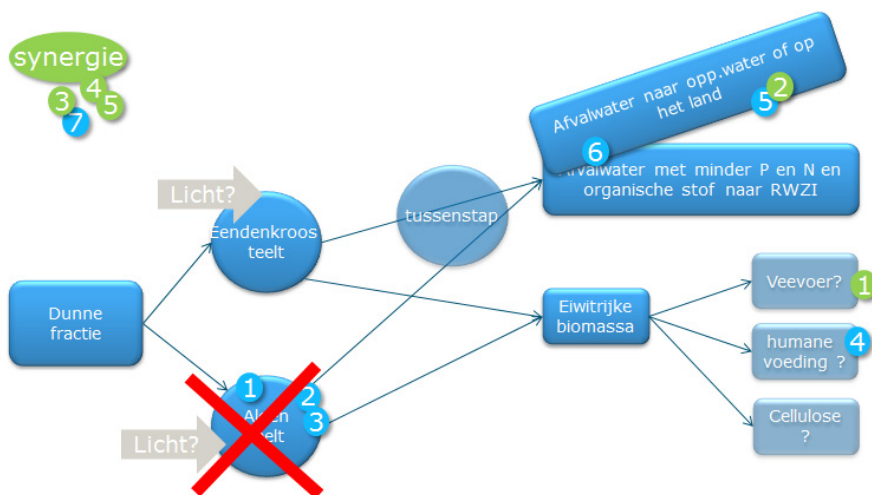 synergie
3
4
5
7
Afvalwater naar opp.water of op
het land
2
5
6
Afvalwater met minder P en N en
organische stof naar RWZI
Licht?
Eendenkroos
teelt
tussenstap
Dunne
fractie
Eiwitrijke
biomassa
Veevoer?
1
humane
voeding ?
4
Cellulose
?
1
2
3
Licht?